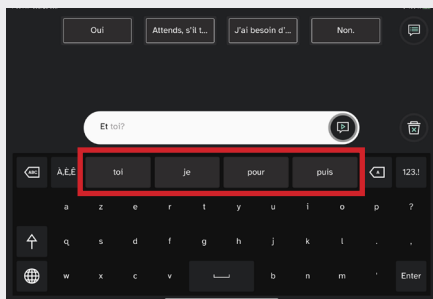 Oui Attends, s'il t... J'ai besoin d'... Non.
Et toi?
ABC À,È,Ê toi je pour puis A 123.!
a z e r t y u i o p ?
q s d f g h j k l . ,
w x c v b n m ' Enter